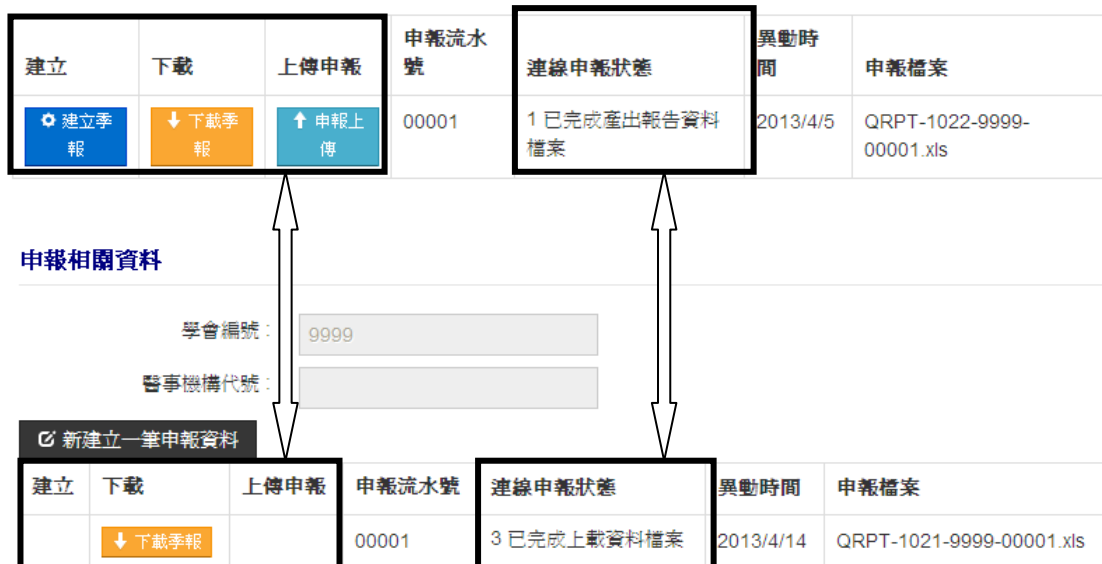 建立 下載 上傳申報 申報流水號 連線申報狀態 異動時間 申報檔案
建立季報 下載季報 申報上傳 00001 1 已完成產出報告資料檔案 2013/4/5 QRPT-1022-9999-00001.xls
申報相關資料
學會編號: 9999
醫事機構代號:
新建立一筆申報資料
建立 下載 上傳申報 申報流水號 連線申報狀態 異動時間 申報檔案
下載季報 00001 3 已完成上載資料檔案 2013/4/14 QRPT-1021-9999-00001.xls